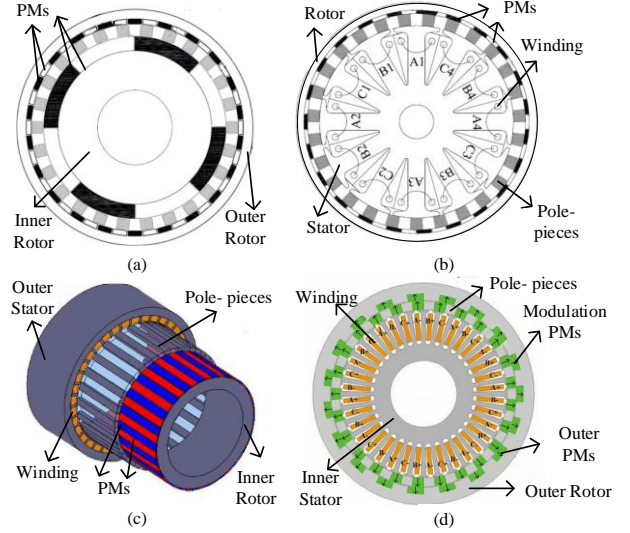 PMs
Inner
Rotor
Outer
Rotor
(a)
Rotor
PMs
Winding
A1
C4
B4
A4
C3
B3
A3
C2
B2
A2
C1
B1
Stator
Pole-
pieces
(b)
Outer
Stator
Pole- pieces
Winding
PMs
Inner
Rotor
(c)
Winding
Pole- pieces
Modulation
PMs
Outer
PMs
Inner
Stator
Outer Rotor
(d)